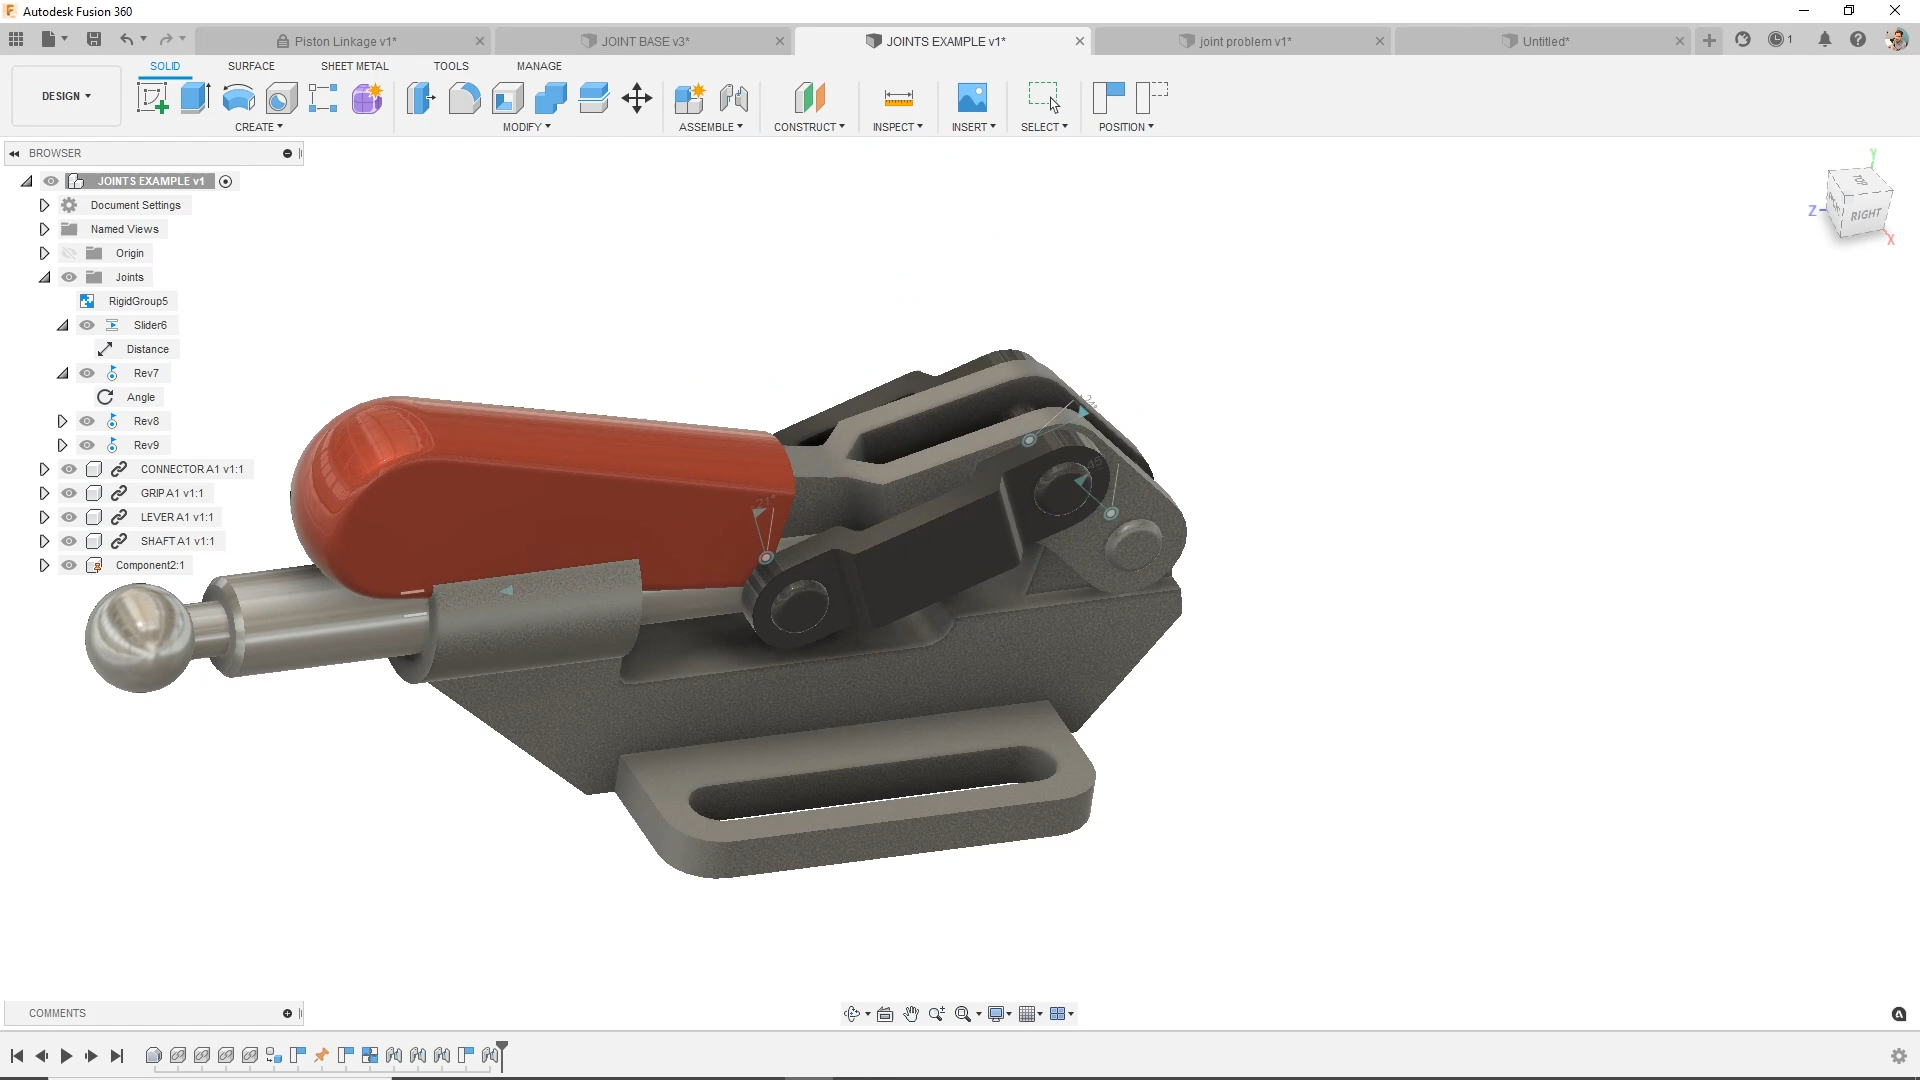 Autodesk Fusion 360
Piston Linkage v1*
JOINT BASE v3*
JOINTS EXAMPLE v1*
joint problem v1*
Untitled*
1
SOLID
SURFACE
SHEET METAL
TOOLS
MANAGE
DESIGN
CREATE
MODIFY
ASSEMBLE
CONSTRUCT
INSPECT
INSERT
SELECT
POSITION
BROWSER
JOINTS EXAMPLE v1
Document Settings
Named Views
Origin
Joints
RigidGroup5
Slider6
Distance
Rev7
Angle
Rev8
Rev9
CONNECTOR A1 v1:1
GRIP A1 v1:1
LEVER A1 v1:1
SHAFT A1 v1:1
Component2:1
Y
TOP
Z
RIGHT
X
COMMENTS